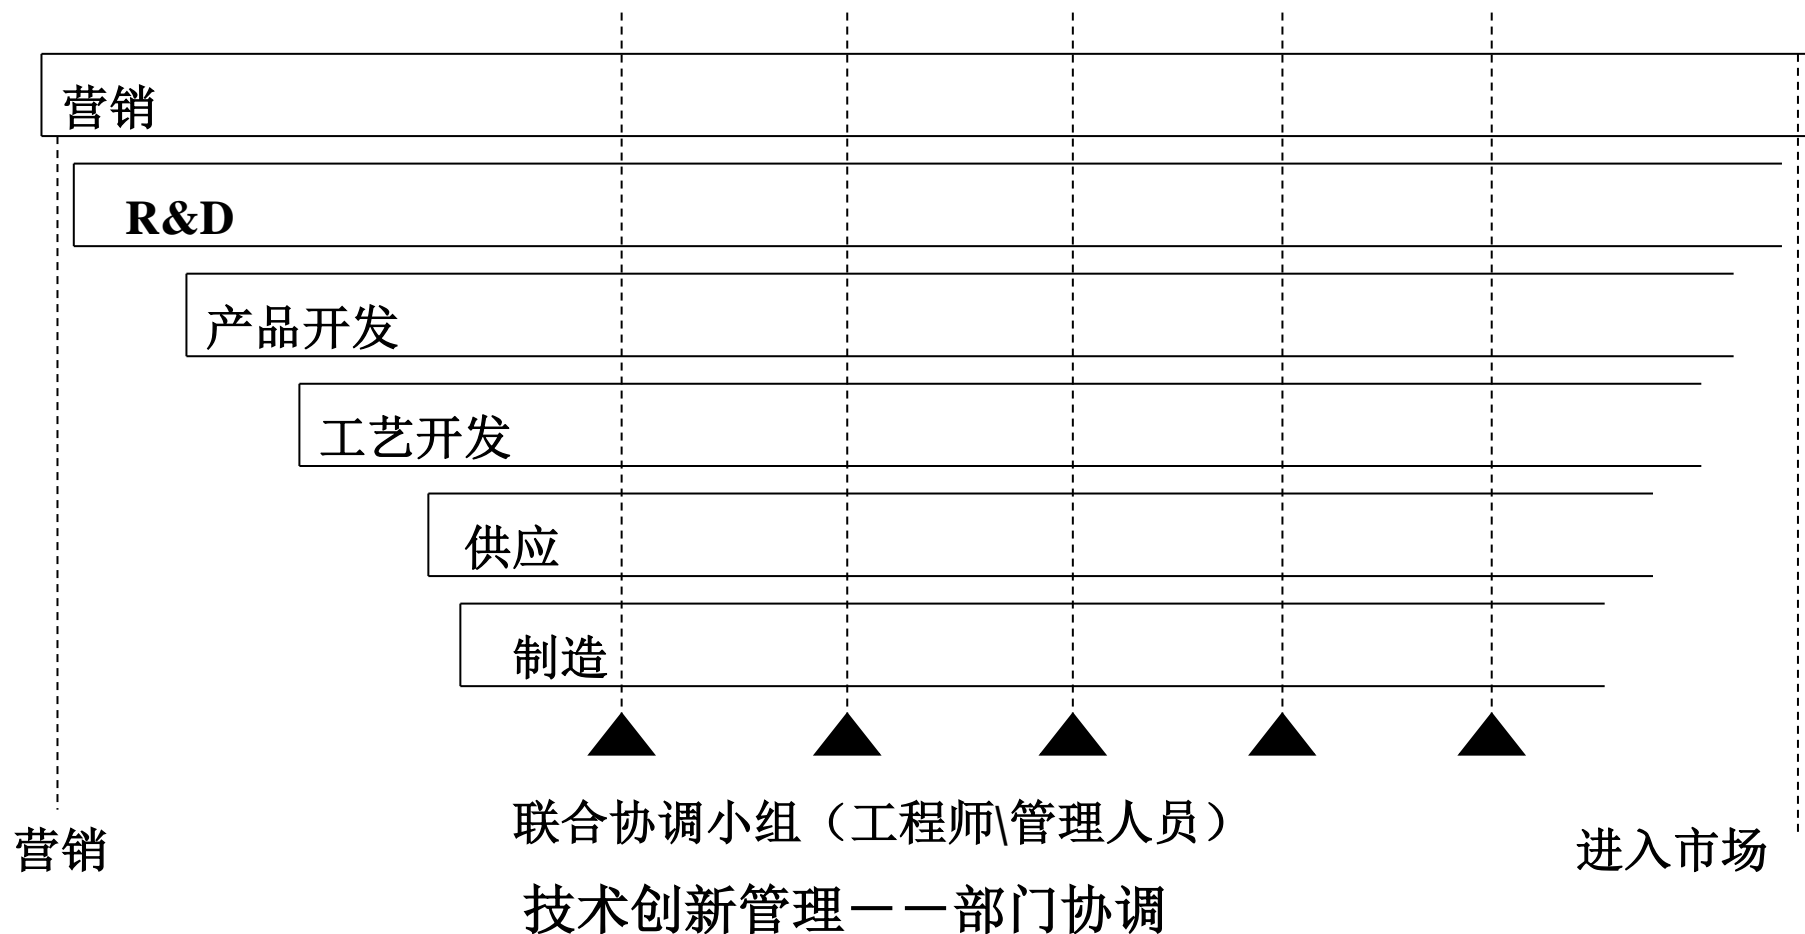 营销
R&D
产品开发
工艺开发
供应
制造
联合协调小组（工程师\管理人员）
营销
进入市场
技术创新管理－－部门协调